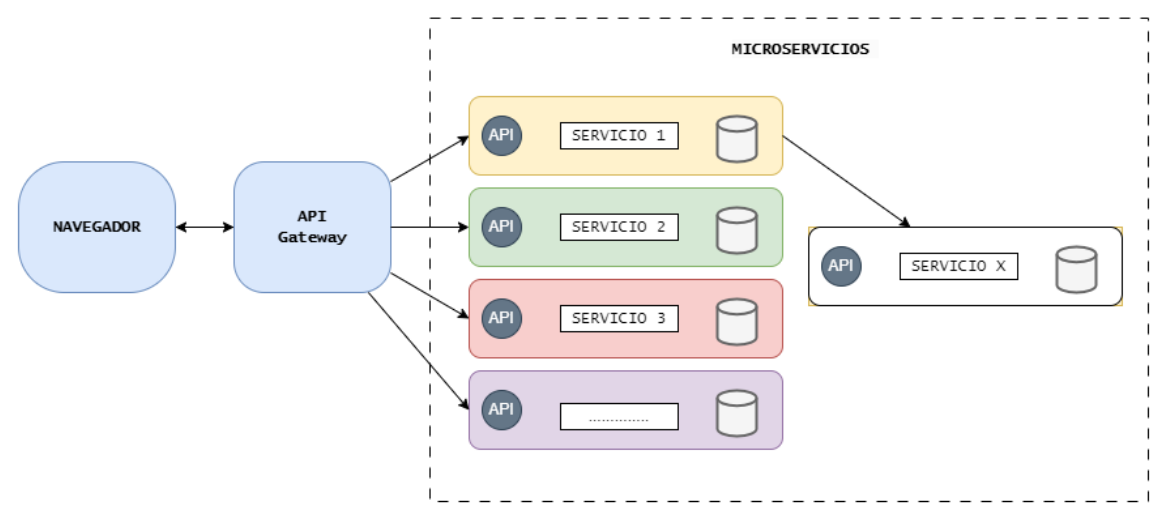 MICROSERVICIOS
NAVEGADOR
API
Gateway
API SERVICIO 1
API SERVICIO 2
API SERVICIO 3
API ..............
API SERVICIO X